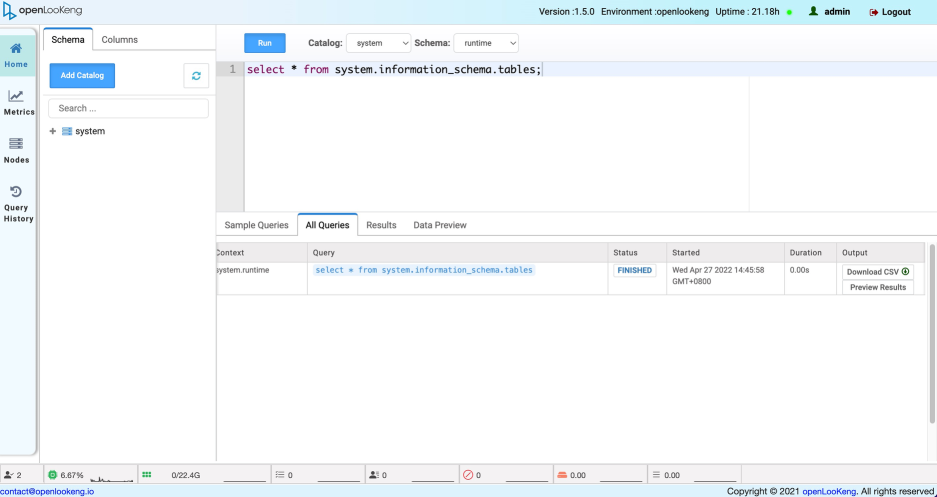 openLooKeng
Version :1.5.0 Environment :openlookeng Uptime : 21.18h admin Logout
Home
Metrics
Nodes
Query
History
Schema Columns
Add Catalog
Search ...
system
Run Catalog: system Schema: runtime
1 select * from system.information_schema.tables;
Sample Queries All Queries Results Data Preview
Context Query Status Started Duration Output
system.runtime select * from system.information_schema.tables FINISHED Wed Apr 27 2022 14:45:58 0.00s Download CSV
GMT+0800 Preview Results
2 6.67% 0/22.4G 0 0 0 0.00 0.00
contact@openlookeng.io Copyright © 2021 openLooKeng. All rights reserved